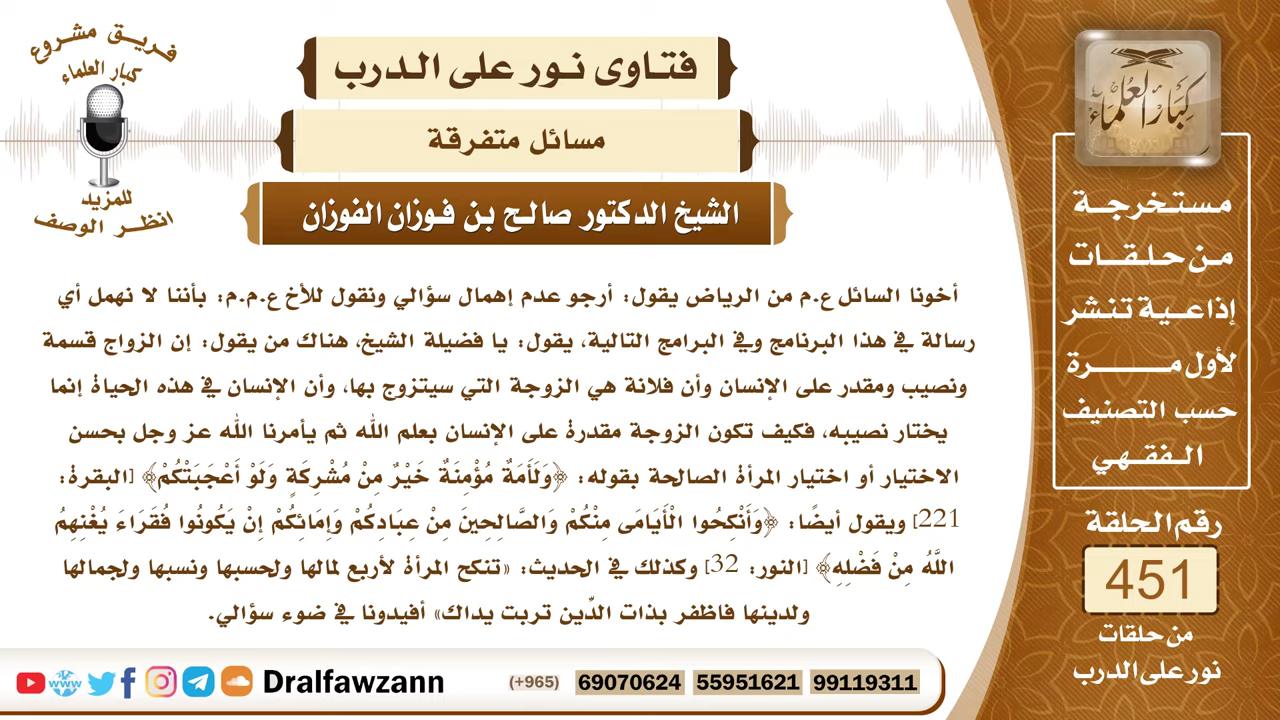 فريق مشروع
كبار العلماء
للمزيد
انظر الوصف
فتاوى نور على الدرب
مسائل متفرقة
الشيخ الدكتور صالح بن فوزان الفوزان
أخونا السائل ع.م من الرياض يقول: أرجو عدم إهمال سؤالي ونقول للأخ ع.م.م: بأننا لا نهمل أي
رسالة في هذا البرنامج وفي البرامج التالية، يقول: يا فضيلة الشيخ، هناك من يقول: إن الزواج قسمة
ونصيب ومقدر على الإنسان وأن فلانة هي الزوجة التي سيتزوج بها، وأن الإنسان في هذه الحياة إنما
يختار نصيبه، فكيف تكون الزوجة مقدرة على الإنسان بعلم الله ثم يأمرنا الله عز وجل بحسن
الاختيار أو اختيار المرأة الصالحة بقوله: ﴿وَلَأَمَةٌ مُؤْمِنَةٌ خَيْرٌ مِنْ مُشْرِكَةٍ وَلَوْ أَعْجَبَتْكُمْ﴾ [البقرة:
221] ويقول أيضًا: ﴿وَأَنْكِحُوا الْأَيَامَى مِنْكُمْ وَالصَّالِحِينَ مِنْ عِبَادِكُمْ وَإِمَائِكُمْ إِنْ يَكُونُوا فُقَرَاءَ يُغْنِهِمُ
اللَّهُ مِنْ فَضْلِهِ﴾ [النور: 32] وكذلك في الحديث: «تنكح المرأة لأربع لمالها ولحسبها ونسبها ولجمالها
ولدينها فاظفر بذات الدّين تربت يداك» أفيدونا في ضوء سؤالي.
كبار العلماء
مستخرجة
من حلقات
إذاعية تنشر
لأول مرة
حسب التصنيف
الفقهي
رقم الحلقة
451
من حلقات
نور على الدرب
www Dralfawzann (+965) 69070624 55951621 99119311